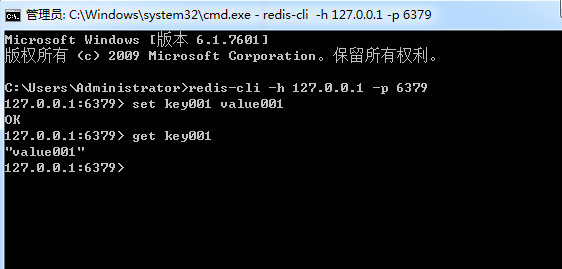 管理员: C:\Windows\system32\cmd.exe - redis-cli -h 127.0.0.1 -p 6379
Microsoft Windows [版本 6.1.7601]
版权所有 (c) 2009 Microsoft Corporation。保留所有权利。
C:\Users\Administrator>redis-cli -h 127.0.0.1 -p 6379
127.0.0.1:6379> set key001 value001
OK
127.0.0.1:6379> get key001
"value001"
127.0.0.1:6379>